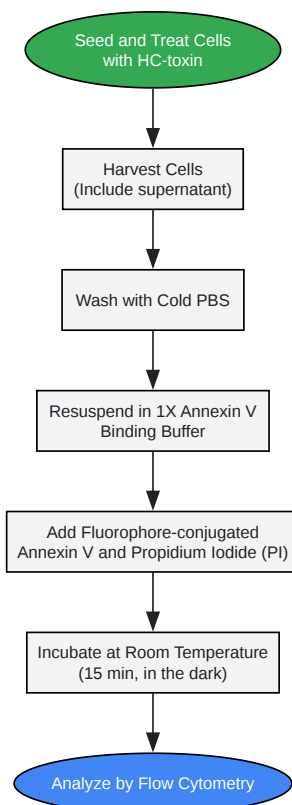 Seed and Treat Cells
with HC-toxin
Harvest Cells
(Include supernatant)
Wash with Cold PBS
Resuspend in 1X Annexin V
Binding Buffer
Add Fluorophore-conjugated
Annexin V and Propidium Iodide (PI)
Incubate at Room Temperature
(15 min, in the dark)
Analyze by Flow Cytometry